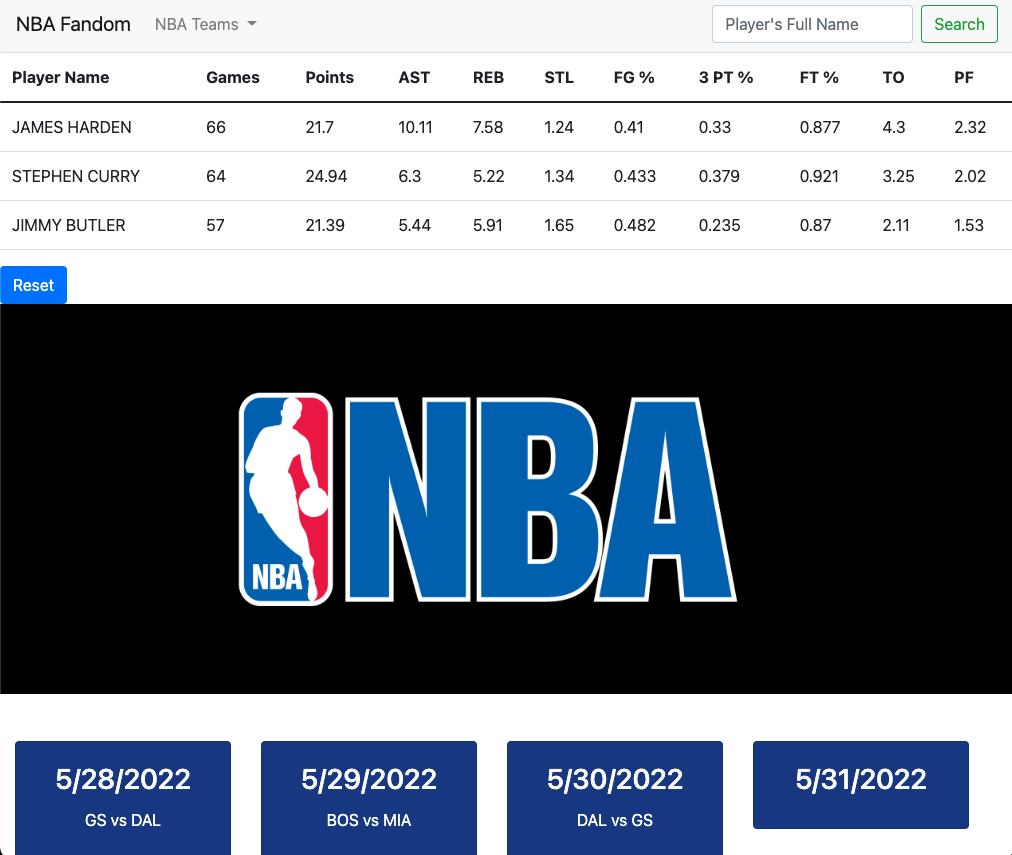 NBA Fandom NBA Teams Player's Full Name Search
Player Name Games Points AST REB STL FG % 3 PT % FT % TO PF
JAMES HARDEN 66 21.7 10.11 7.58 1.24 0.41 0.33 0.877 4.3 2.32
STEPHEN CURRY 64 24.94 6.3 5.22 1.34 0.433 0.379 0.921 3.25 2.02
JIMMY BUTLER 57 21.39 5.44 5.91 1.65 0.482 0.235 0.87 2.11 1.53
Reset
NBA
NBA
5/28/2022 5/29/2022 5/30/2022 5/31/2022
GS vs DAL BOS vs MIA DAL vs GS